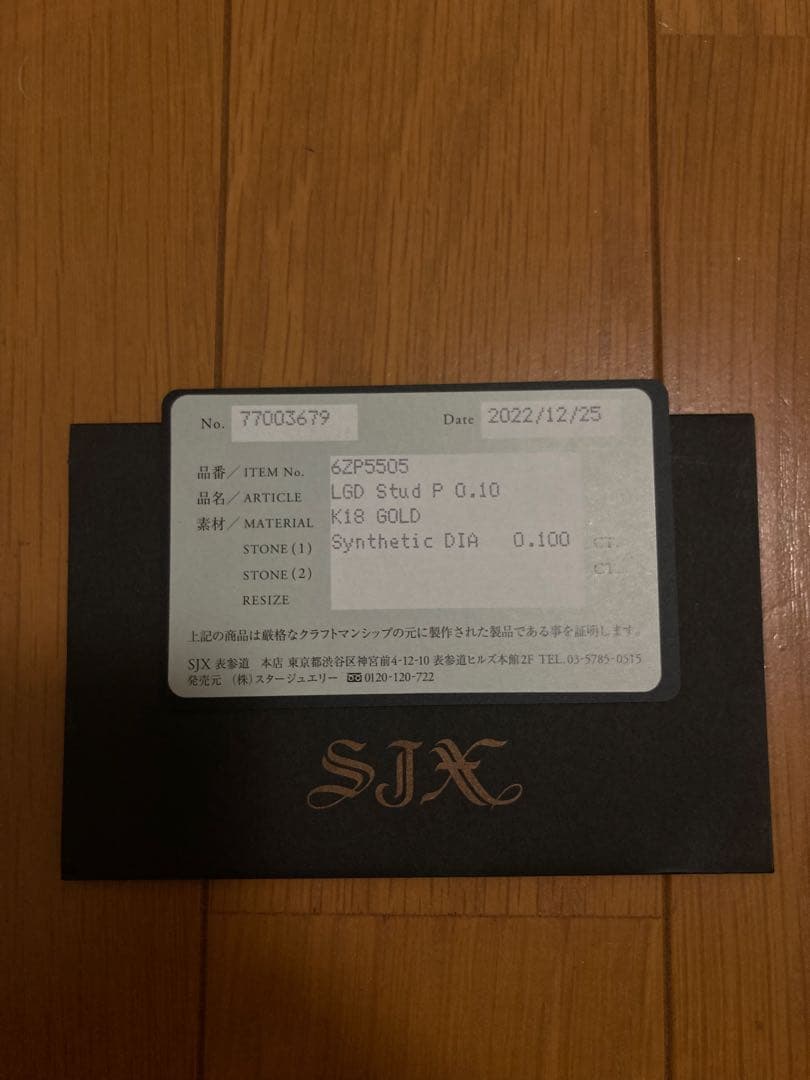 No. 77003679 Date 2022/12/25
品番/ITEM No. 6ZP5505
品名/ARTICLE LGD Stud P 0.10
素材/MATERIAL K18 GOLD
STONE(1) Synthetic DIA 0.100 CT.
STONE(2) CT.
RESIZE
上記の商品は厳格なクラフトマンシップの元に製作された製品である事を証明します。
SJX 表参道 本店 東京都渋谷区神宮前4-12-10 表参道ヒルズ本館2F TEL.03-5785-0515
発売元 (株)スタージュエリー 0120-120-722
SJX